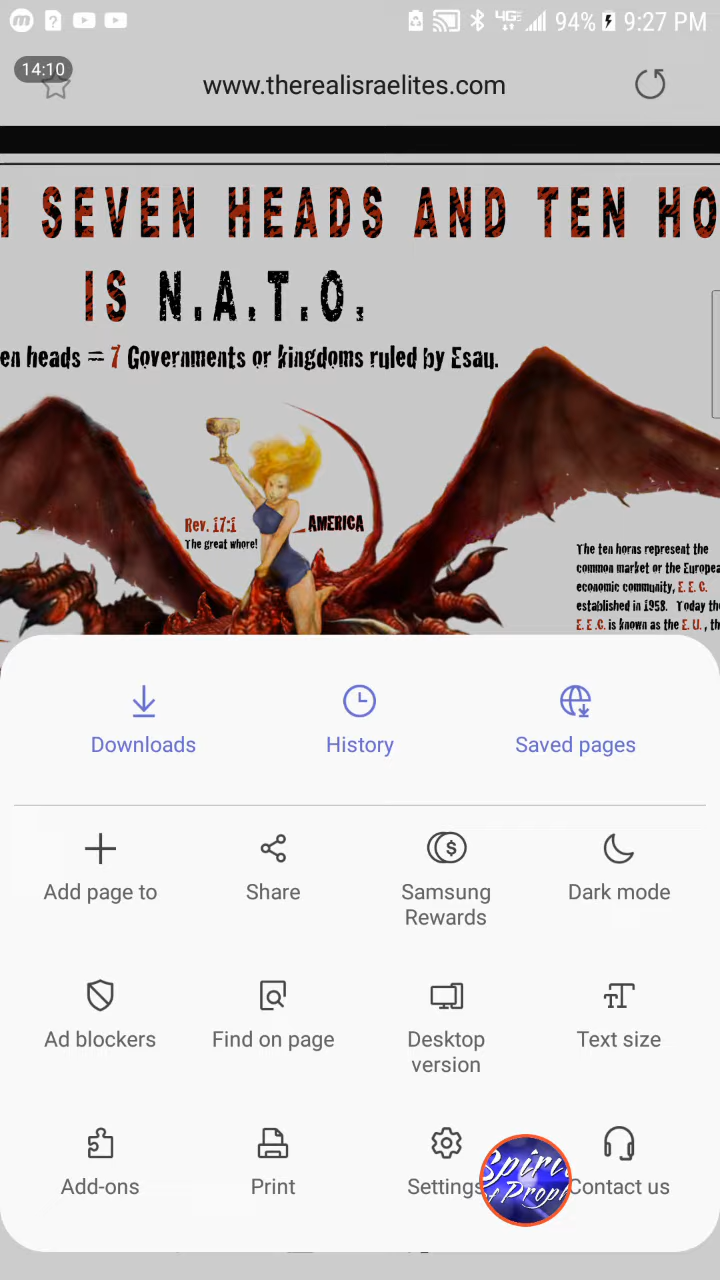 94% 9:27 PM
14:10
www.therealisraelites.com
SEVEN HEADS AND TEN HO
IS N.A.T.O.
en heads = 7 Governments or kingdoms ruled by Esau.
Rev. 17:1
AMERICA
The great whore!
The ten horns represent the
common market or the Europea
economic community, E. E. C.
established in 1958. Today the
E. E .C. is known as the E. U. , th
Downloads
History
Saved pages
Add page to
Share
Samsung
Rewards
Dark mode
Ad blockers
Find on page
Desktop
version
Text size
Add-ons
Print
Settings
Spiri
f Proph
Contact us